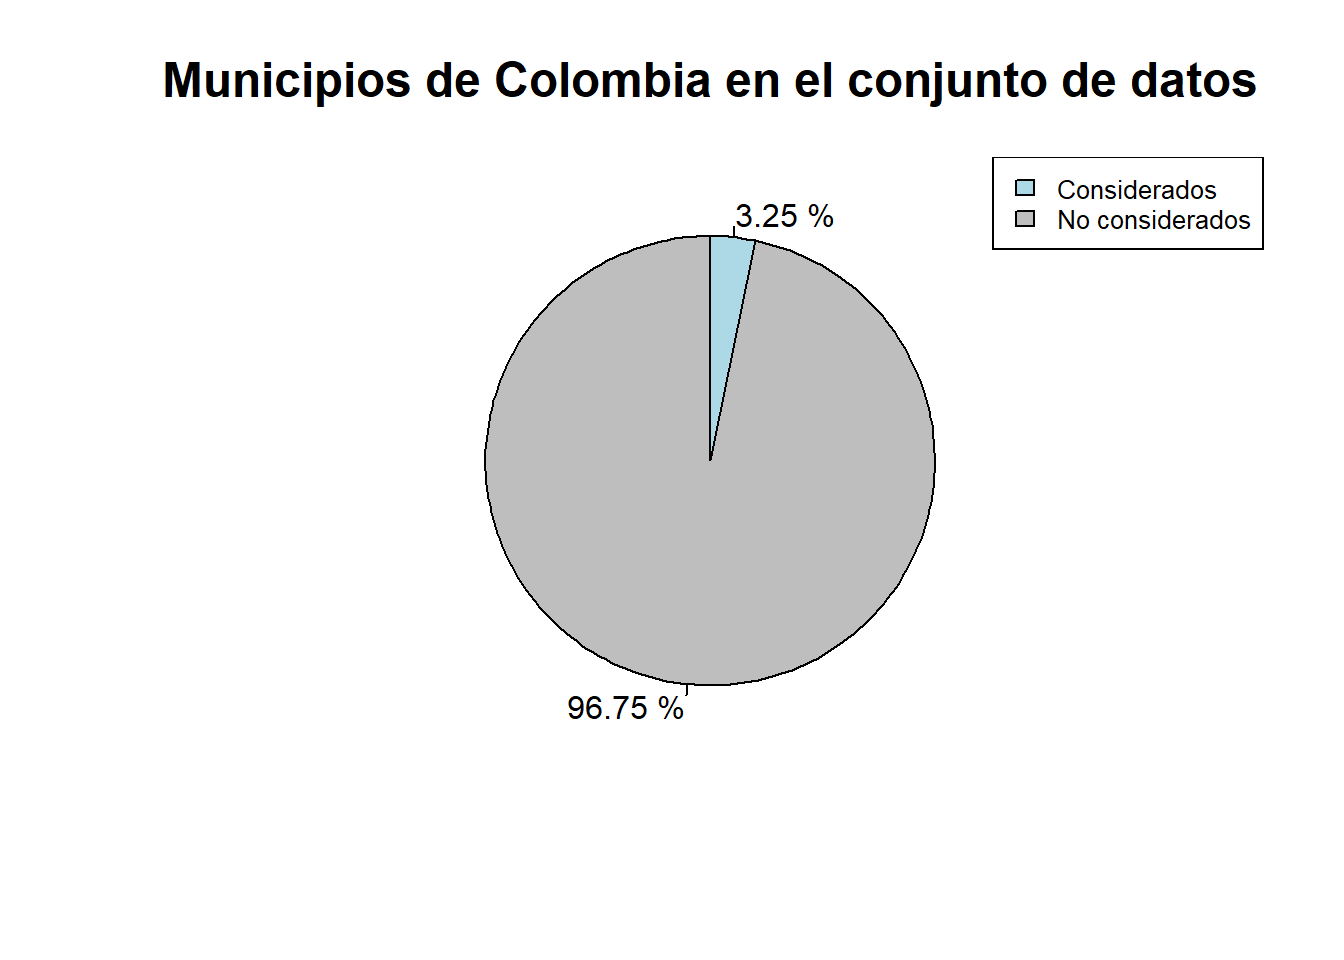 Municipios de Colombia en el conjunto de datos
Considerados
No considerados
3.25 %
96.75 %